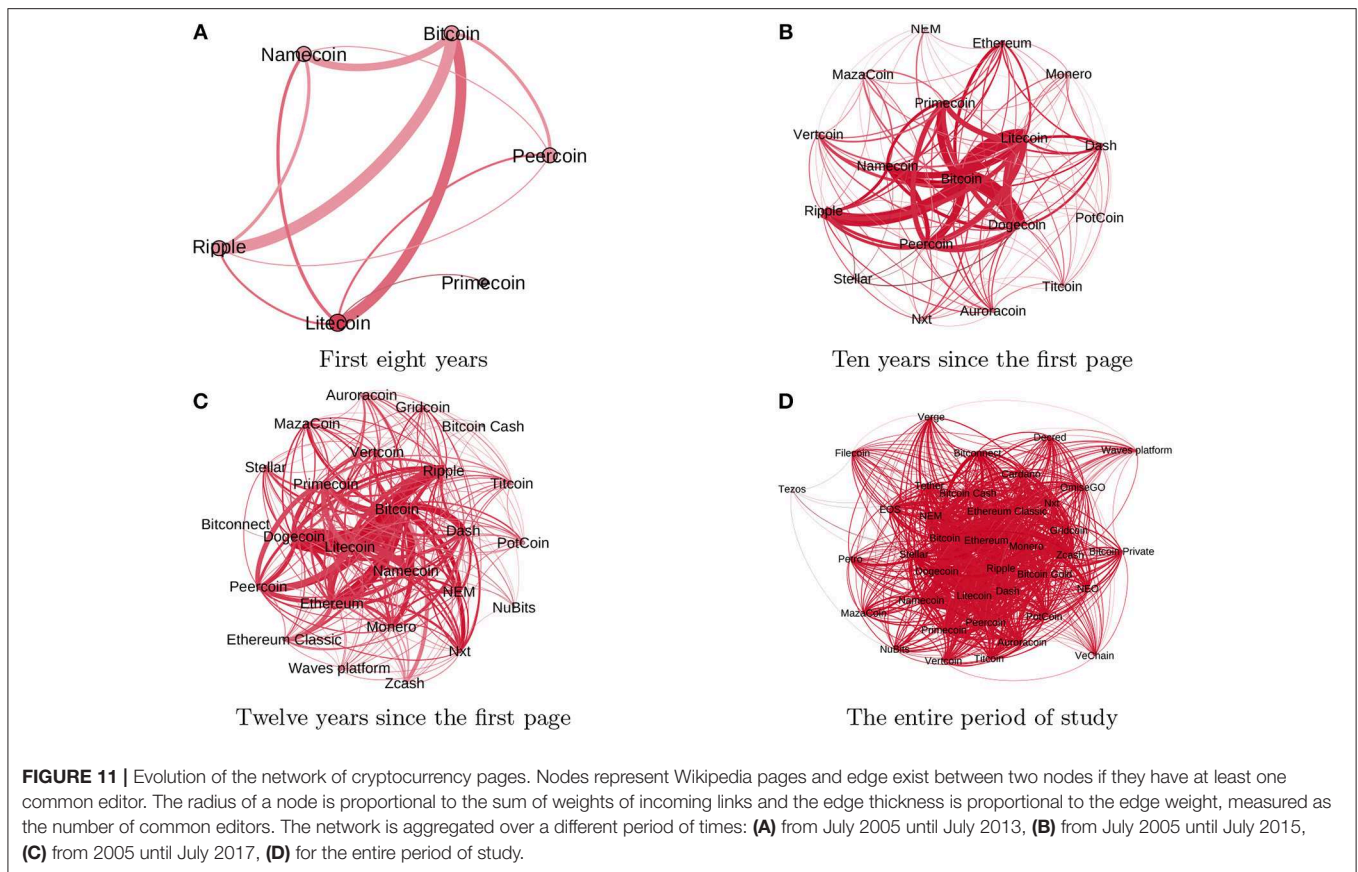 A
Bitcoin
Namecoin
Peercoin
Ripple
Primecoin
Litecoin
First eight years
B
NEM
Ethereum
MazaCoin
Monero
Primecoin
Vertcoin
Litecoin
Dash
Namecoin
Bitcoin
Ripple
PotCoin
Dogecoin
Peercoin
Stellar
Titcoin
Auroracoin
Nxt
Ten years since the first page
C
Auroracoin
Gridcoin
MazaCoin
Bitcoin Cash
Vertcoin
Stellar
Ripple
Primecoin
Titcoin
Bitcoin
Bitconnect
Dash
Dogecoin
PotCoin
Litecoin
Namecoin
Peercoin
NEM
Ethereum
NuBits
Monero
Ethereum Classic
Nxt
Waves platform
Zcash
Twelve years since the first page
D
Verge
Decred
Filecoin
Bitconnect
Waves platform
Cardano
Tezos
Tether
OmiseGO
Bitcoin Cash
Nxt
EOS
Ethereum Classic
NEM
Gridcoin
Bitcoin
Ethereum
Monero
Stellar
Zcash
Bitcoin Private
Petro
Ripple
Dogecoin
Bitcoin Gold
NEO
Dash
Litecoin
Namecoin
MazaCoin
PotCoin
Peercoin
Primecoin
Auroracoin
NuBits
Vertcoin
Titcoin
VeChain
The entire period of study
FIGURE 11 | Evolution of the network of cryptocurrency pages. Nodes represent Wikipedia pages and edge exist between two nodes if they have at least one
common editor. The radius of a node is proportional to the sum of weights of incoming links and the edge thickness is proportional to the edge weight, measured as
the number of common editors. The network is aggregated over a different period of times: (A) from July 2005 until July 2013, (B) from July 2005 until July 2015,
(C) from 2005 until July 2017, (D) for the entire period of study.